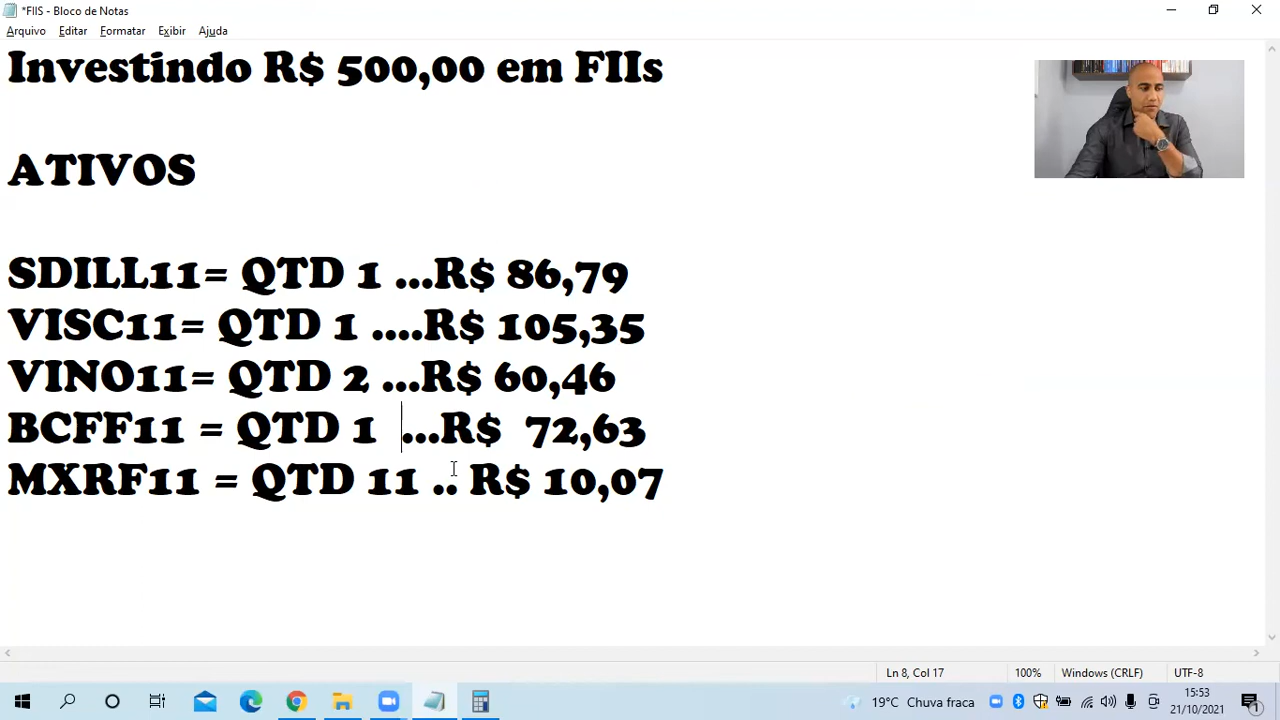 *FIIS - Bloco de Notas
Arquivo Editar Formatar Exibir Ajuda
Investindo R$ 500,00 em FIIs
ATIVOS
SDILL11= QTD 1 ...R$ 86,79
VISC11= QTD 1 ....R$ 105,35
VINO11= QTD 2 ...R$ 60,46
BCFF11 = QTD 1 ...R$ 72,63
MXRF11 = QTD 11 .. R$ 10,07
Ln 8, Col 17 100% Windows (CRLF) UTF-8
19°C Chuva fraca 5:53
21/10/2021 1